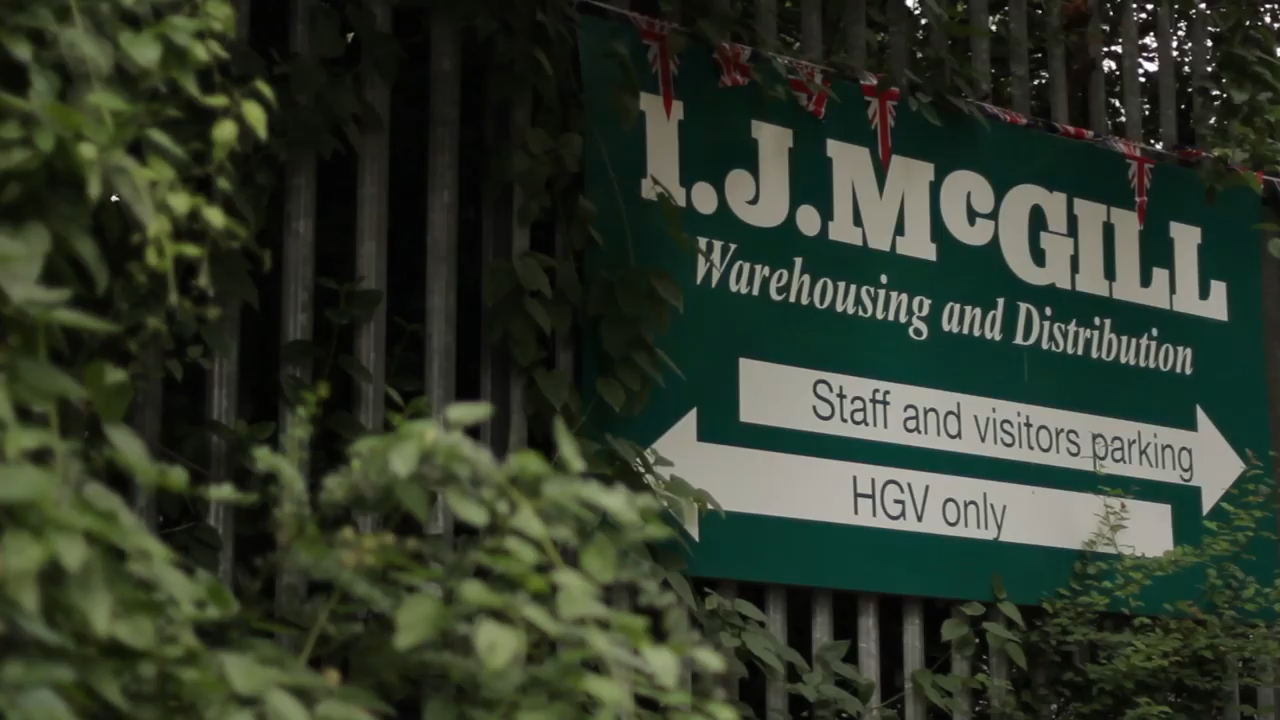 I.J.McGILL
Warehousing and Distribution
Staff and visitors parking
HGV only